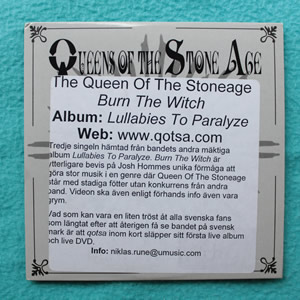 QUEENS OF THE STONE AGE
The Queen Of The Stoneage
Burn The Witch
Album: Lullabies To Paralyze
Web: www.qotsa.com
Tredje singeln hämtad från bandets andra mäktiga
album Lullabies To Paralyze. Burn The Witch är
ytterligare bevis på Josh Hommes unika förmåga att
göra stor musik i en genre där Queen Of The Stoneage
står med stadiga fötter utan konkurrens från andra
band. Videon ska även enligt förhands info även vara
grym.
Vad som kan vara en liten tröst åt alla svenska fans
som längtat efter att återigen få se bandet på svensk
mark är att qotsa inom kort släpper sitt första live album
och live DVD.
Info: niklas.rune@umusic.com